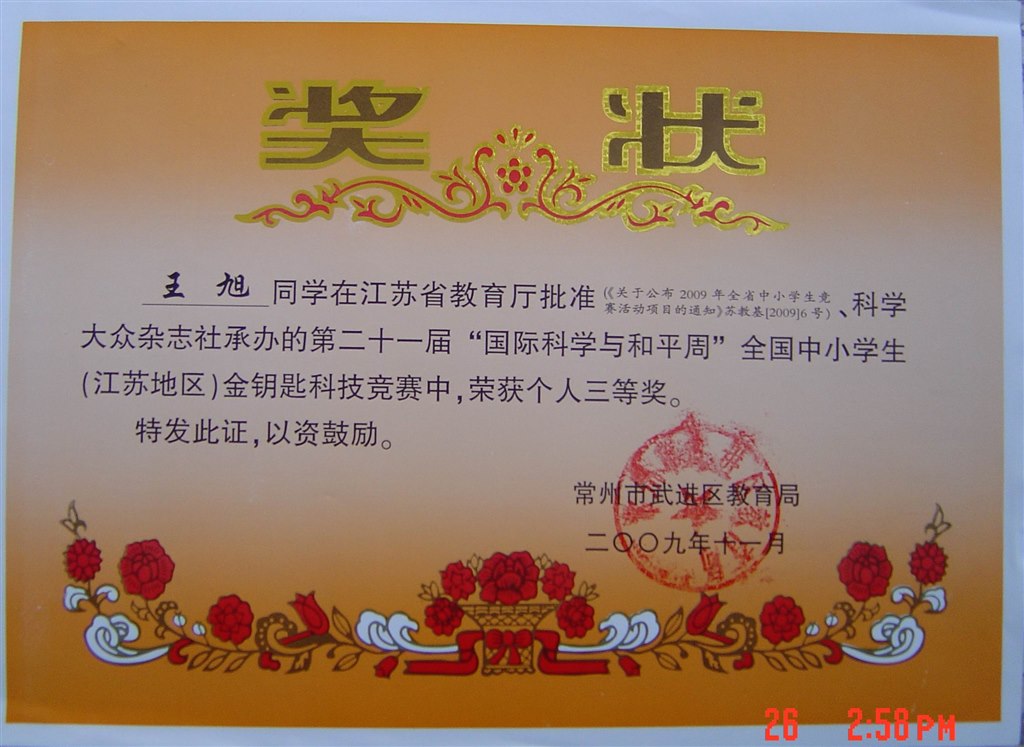 奖 状
王 旭 同学在江苏省教育厅批准(《关于公布 2009 年全省中小学生竞
赛活动项目的通知》苏教基[2009]6 号)、科学
大众杂志社承办的第二十一届“国际科学与和平周”全国中小学生
(江苏地区)金钥匙科技竞赛中,荣获个人三等奖。
特发此证,以资鼓励。
常州市武进区教育局
二〇〇九年十一月
26 2:58PM